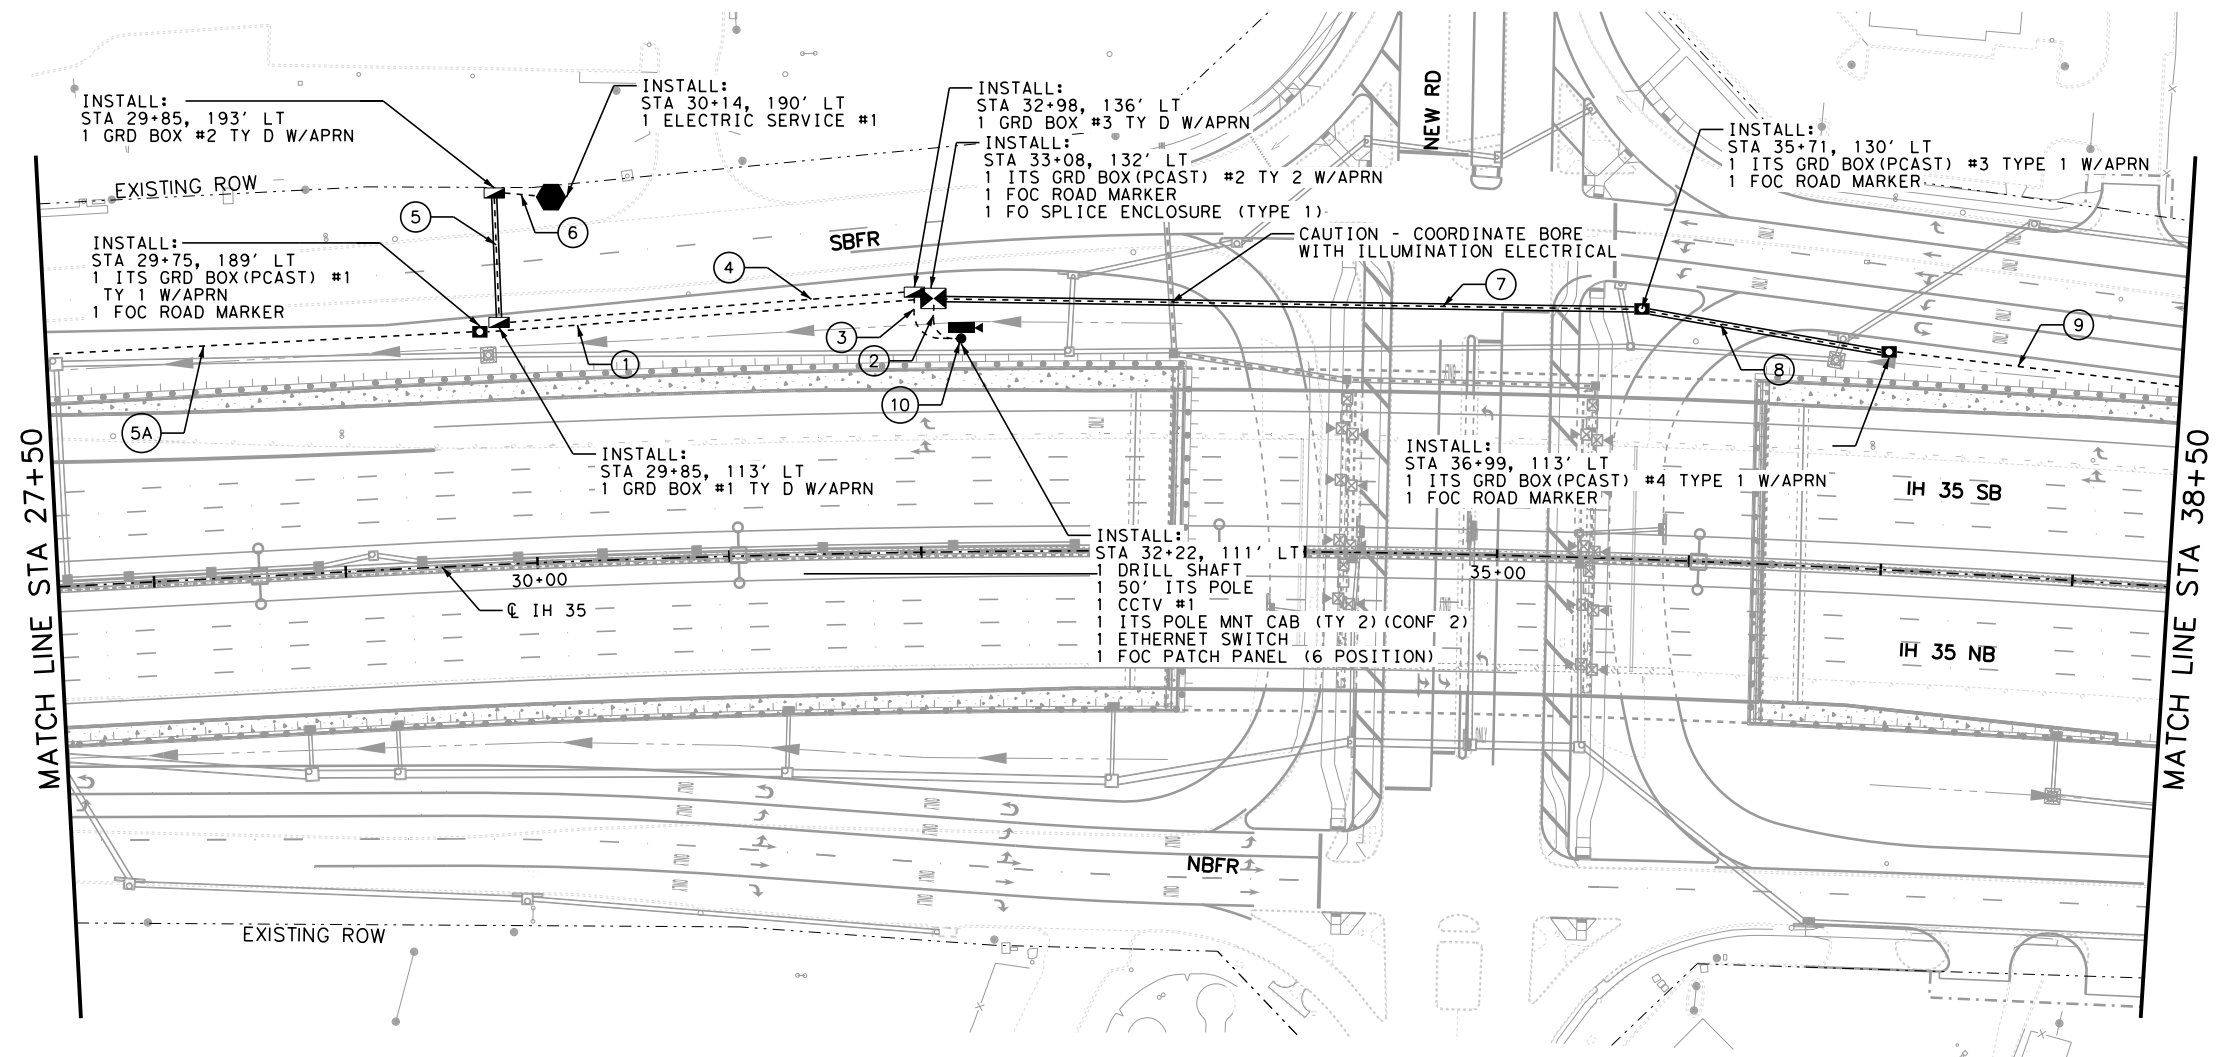 INSTALL:
STA 29+85, 193' LT
1 GRD BOX #2 TY D W/APRN
INSTALL:
STA 30+14, 190' LT
1 ELECTRIC SERVICE #1
INSTALL:
STA 32+98, 136' LT
1 GRD BOX #3 TY D W/APRN
INSTALL:
STA 33+08, 132' LT
1 ITS GRD BOX(PCAST) #2 TY 2 W/APRN
1 FOC ROAD MARKER
1 FO SPLICE ENCLOSURE (TYPE 1)
NEW RD
INSTALL:
STA 35+71, 130' LT
1 ITS GRD BOX(PCAST) #3 TYPE 1 W/APRN
1 FOC ROAD MARKER
EXISTING ROW
5
6
SBFR
CAUTION - COORDINATE BORE
WITH ILLUMINATION ELECTRICAL
INSTALL:
STA 29+75, 189' LT
1 ITS GRD BOX(PCAST) #1
TY 1 W/APRN
1 FOC ROAD MARKER
4
7
9
3
2
1
8
10
5A
INSTALL:
STA 29+85, 113' LT
1 GRD BOX #1 TY D W/APRN
INSTALL:
STA 36+99, 113' LT
1 ITS GRD BOX(PCAST) #4 TYPE 1 W/APRN
1 FOC ROAD MARKER
IH 35 SB
MATCH LINE STA 27+50
MATCH LINE STA 38+50
INSTALL:
STA 32+22, 111' LT
1 DRILL SHAFT
1 50' ITS POLE
1 CCTV #1
1 ITS POLE MNT CAB (TY 2)(CONF 2)
1 ETHERNET SWITCH
1 FOC PATCH PANEL (6 POSITION)
30+00
35+00
℄ IH 35
IH 35 NB
ONLY
ONLY
ONLY
ONLY
ONLY
ONLY
NBFR
EXISTING ROW